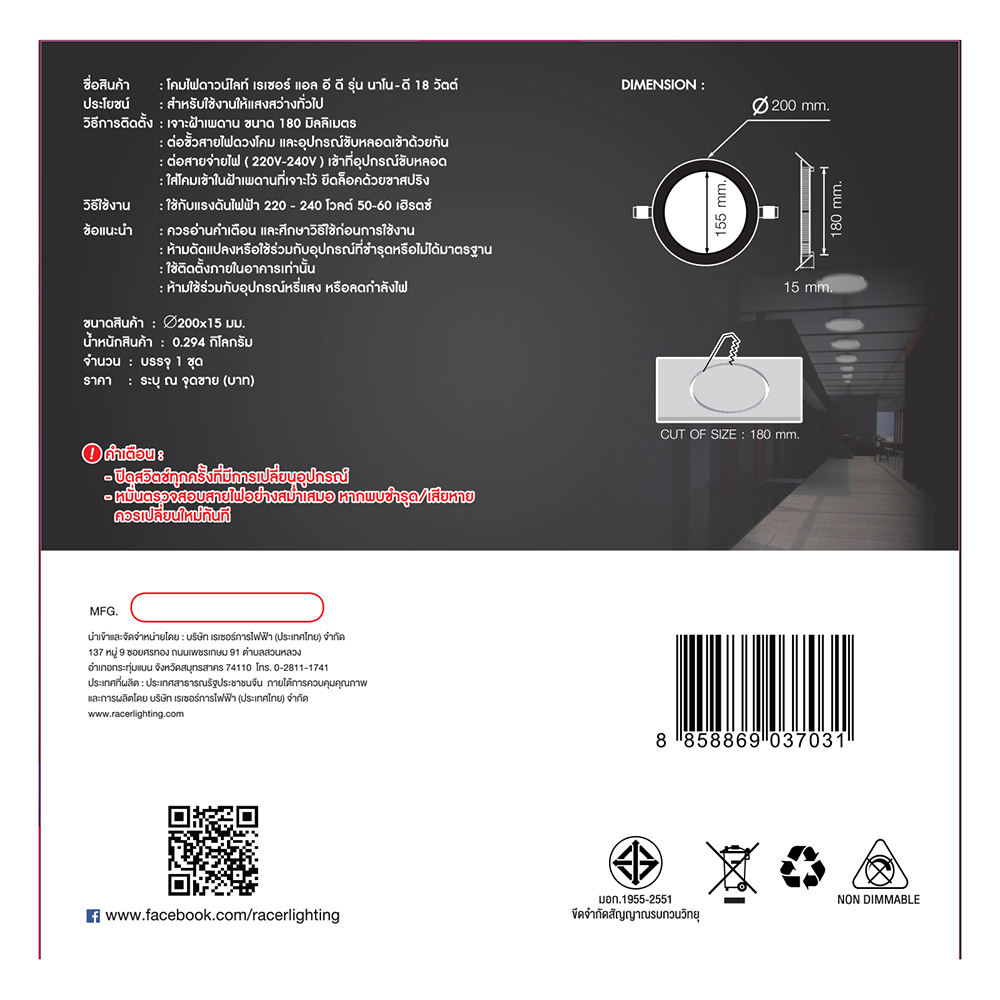 ชื่อสินค้า : โคมไฟดาวน์ไลท์ เรเซอร์ แอล อี ดี รุ่น นาโน-ดี 18 วัตต์
ประโยชน์ : สำหรับใช้งานให้แสงสว่างทั่วไป
วิธีการติดตั้ง : เจาะฝ้าเพดาน ขนาด 180 มิลลิเมตร
: ต่อขั้วสายไฟดวงโคม และอุปกรณ์ขับหลอดเข้าด้วยกัน
: ต่อสายจ่ายไฟ ( 220V-240V ) เข้าที่อุปกรณ์ขับหลอด
: ใส่โคมเข้าในฝ้าเพดานที่เจาะไว้ ยึดล็อคด้วยขาสปริง
วิธีใช้งาน : ใช้กับแรงดันไฟฟ้า 220 - 240 โวลต์ 50-60 เฮิรตซ์
ข้อแนะนำ : ควรอ่านคำเตือน และศึกษาวิธีใช้ก่อนการใช้งาน
: ห้ามดัดแปลงหรือใช้ร่วมกับอุปกรณ์ที่ชำรุดหรือไม่ได้มาตรฐาน
: ใช้ติดตั้งภายในอาคารเท่านั้น
: ห้ามใช้ร่วมกับอุปกรณ์หรี่แสง หรือลดกำลังไฟ
ขนาดสินค้า : Ø200x15 มม.
น้ำหนักสินค้า : 0.294 กิโลกรัม
จำนวน : บรรจุ 1 ชุด
ราคา : ระบุ ณ จุดขาย (บาท)
! คำเตือน :
- ปิดสวิตช์ทุกครั้งที่มีการเปลี่ยนอุปกรณ์
- หมั่นตรวจสอบสายไฟอย่างสม่ำเสมอ หากพบชำรุด/เสียหาย
ควรเปลี่ยนใหม่ทันที
DIMENSION :
Ø 200 mm.
155 mm.
180 mm.
15 mm.
CUT OF SIZE : 180 mm.
MFG.
นำเข้าและจัดจำหน่ายโดย : บริษัท เรเซอร์การไฟฟ้า (ประเทศไทย) จำกัด
137 หมู่ 9 ซอยศรทอง ถนนเพชรเกษม 91 ตำบลสวนหลวง
อำเภอกระทุ่มแบน จังหวัดสมุทรสาคร 74110 โทร. 0-2811-1741
ประเทศที่ผลิต : ประเทศสาธารณรัฐประชาชนจีน ภายใต้การควบคุมคุณภาพ
และการผลิตโดย บริษัท เรเซอร์การไฟฟ้า (ประเทศไทย) จำกัด
www.racerlighting.com
8 858869 037031
www.facebook.com/racerlighting
มอก.1955-2551
ขีดจำกัดสัญญาณรบกวนวิทยุ
NON DIMMABLE